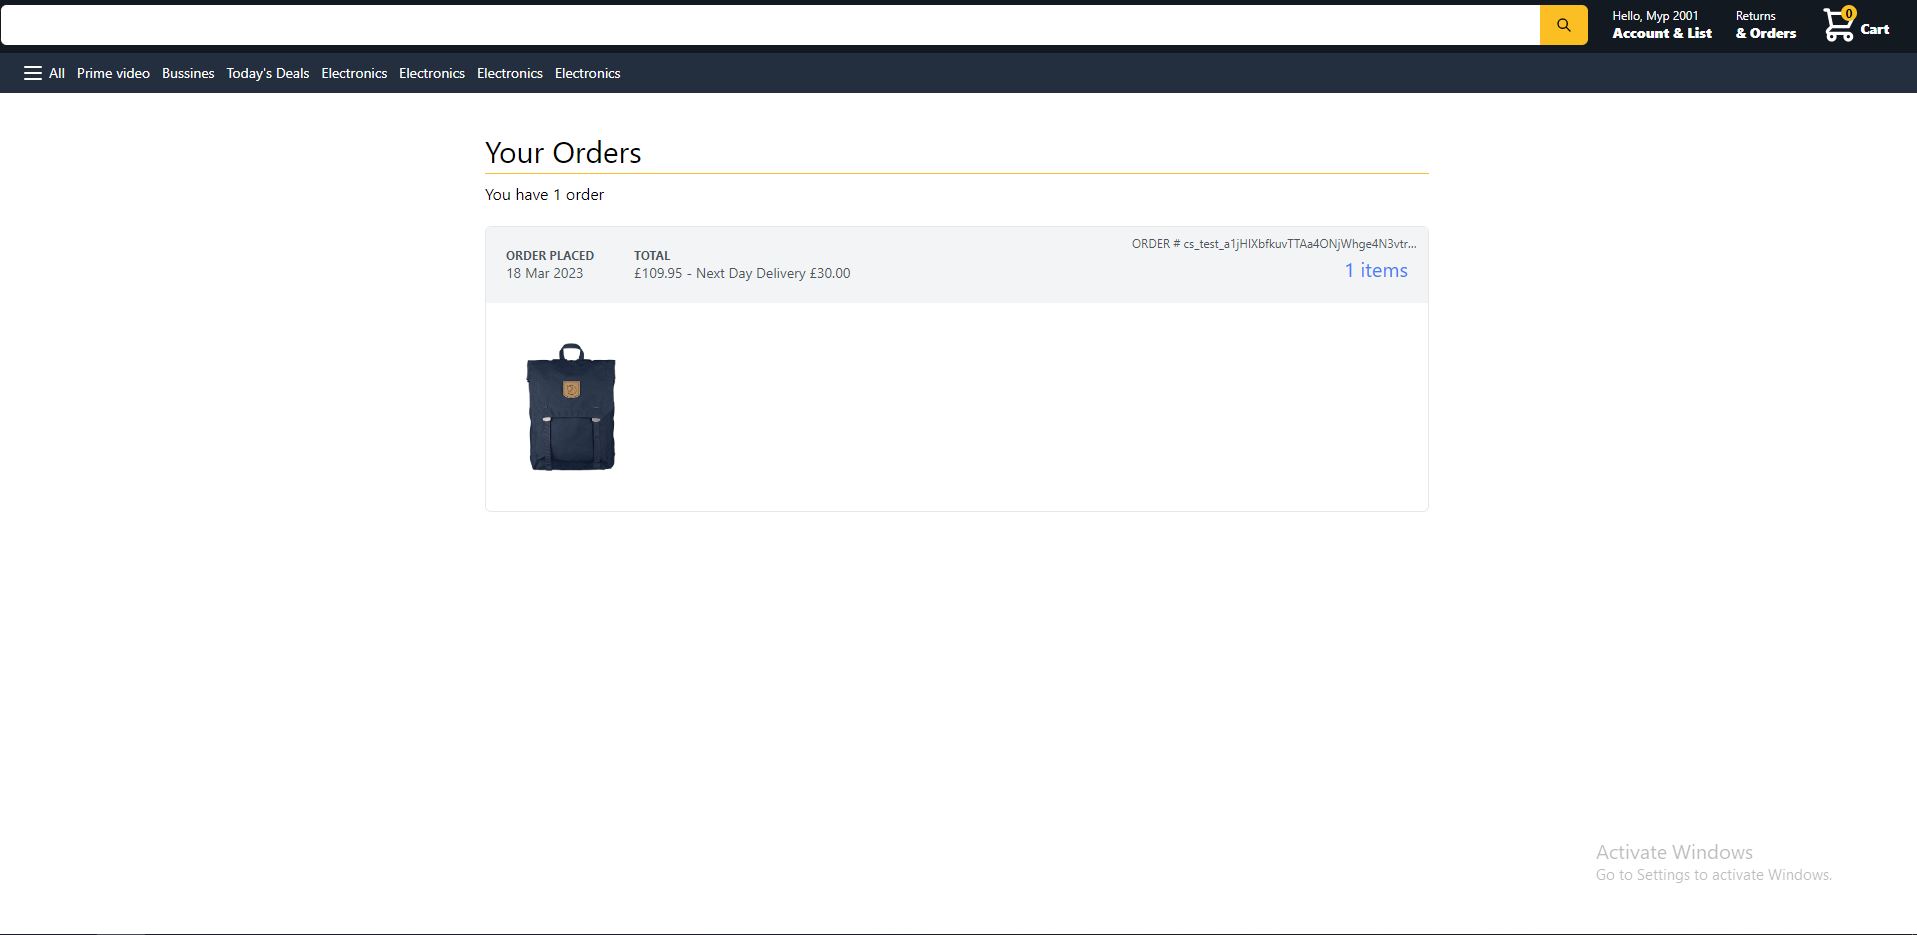 Hello, Myp 2001
Account & List
Returns
& Orders
0
Cart
All Prime video Bussines Today's Deals Electronics Electronics Electronics Electronics
Your Orders
You have 1 order
ORDER PLACED
18 Mar 2023
TOTAL
£109.95 - Next Day Delivery £30.00
ORDER # cs_test_a1jHIXbfkuvTTAa4ONjWhge4N3vtr...
1 items
Activate Windows
Go to Settings to activate Windows.